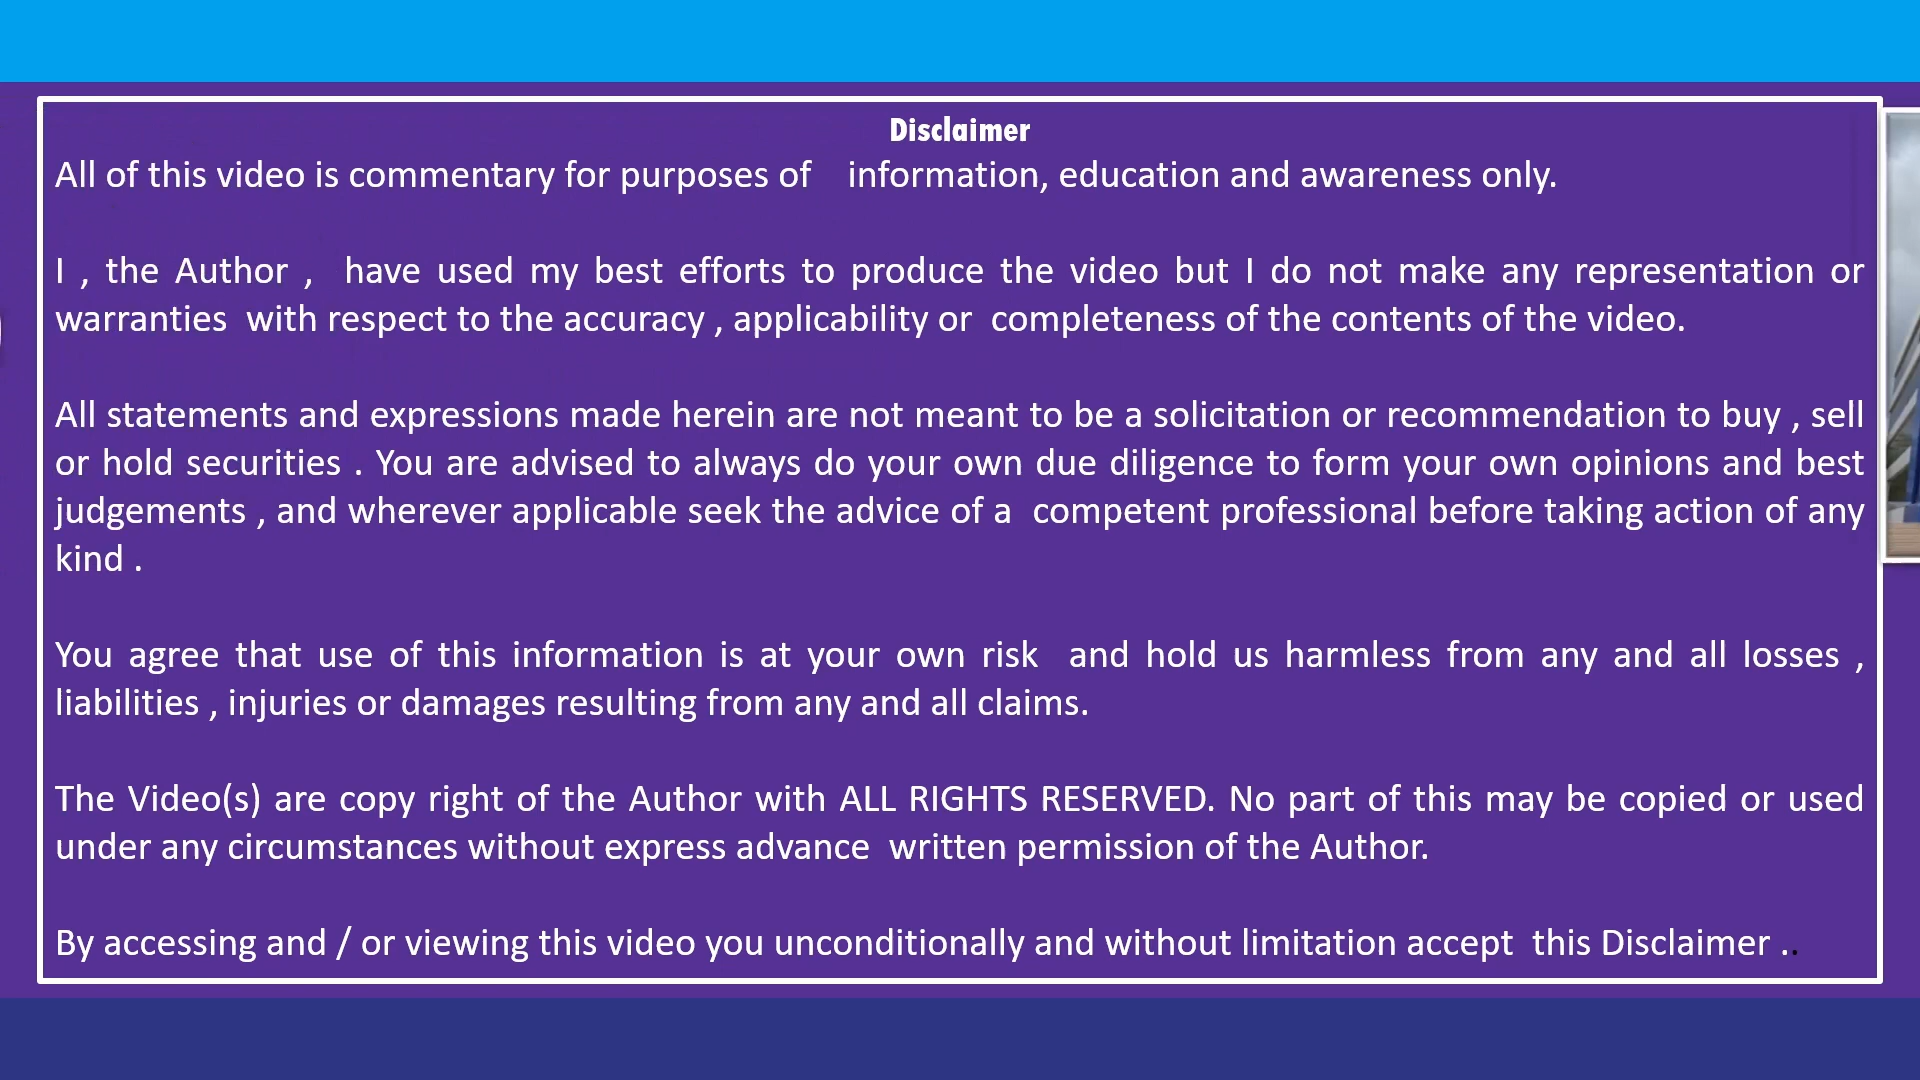 Disclaimer
All of this video is commentary for purposes of information, education and awareness only.
I , the Author , have used my best efforts to produce the video but I do not make any representation or
warranties with respect to the accuracy , applicability or completeness of the contents of the video.
All statements and expressions made herein are not meant to be a solicitation or recommendation to buy , sell
or hold securities . You are advised to always do your own due diligence to form your own opinions and best
judgements , and wherever applicable seek the advice of a competent professional before taking action of any
kind .
You agree that use of this information is at your own risk and hold us harmless from any and all losses ,
liabilities , injuries or damages resulting from any and all claims.
The Video(s) are copy right of the Author with ALL RIGHTS RESERVED. No part of this may be copied or used
under any circumstances without express advance written permission of the Author.
By accessing and / or viewing this video you unconditionally and without limitation accept this Disclaimer ..